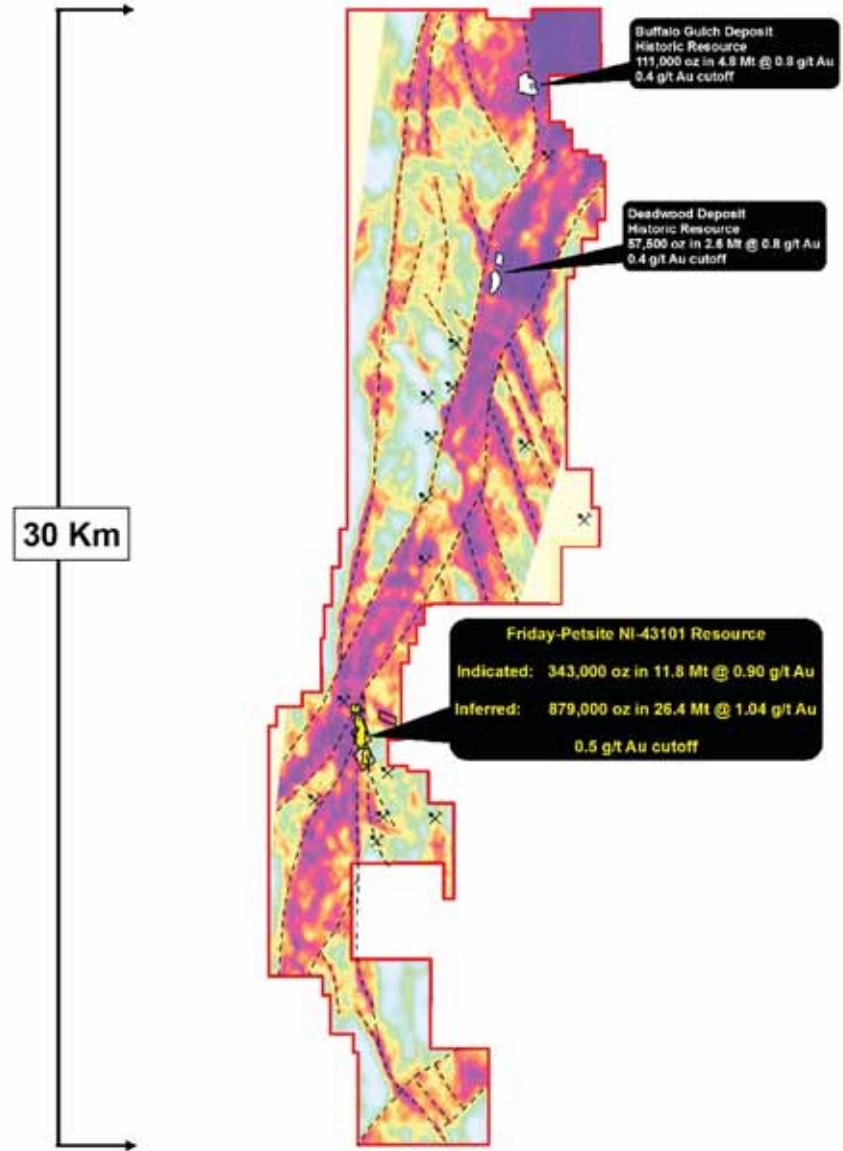 Buffalo Gulch Deposit
Historic Resource
111,000 oz in 4.8 Mt @ 0.8 g/t Au
0.4 g/t Au cutoff
Deadwood Deposit
Historic Resource
57,500 oz in 2.6 Mt @ 0.8 g/t Au
0.4 g/t Au cutoff
30 Km
Friday-Petsite NI-43101 Resource
Indicated: 343,000 oz in 11.8 Mt @ 0.90 g/t Au
Inferred: 879,000 oz in 26.4 Mt @ 1.04 g/t Au
0.5 g/t Au cutoff